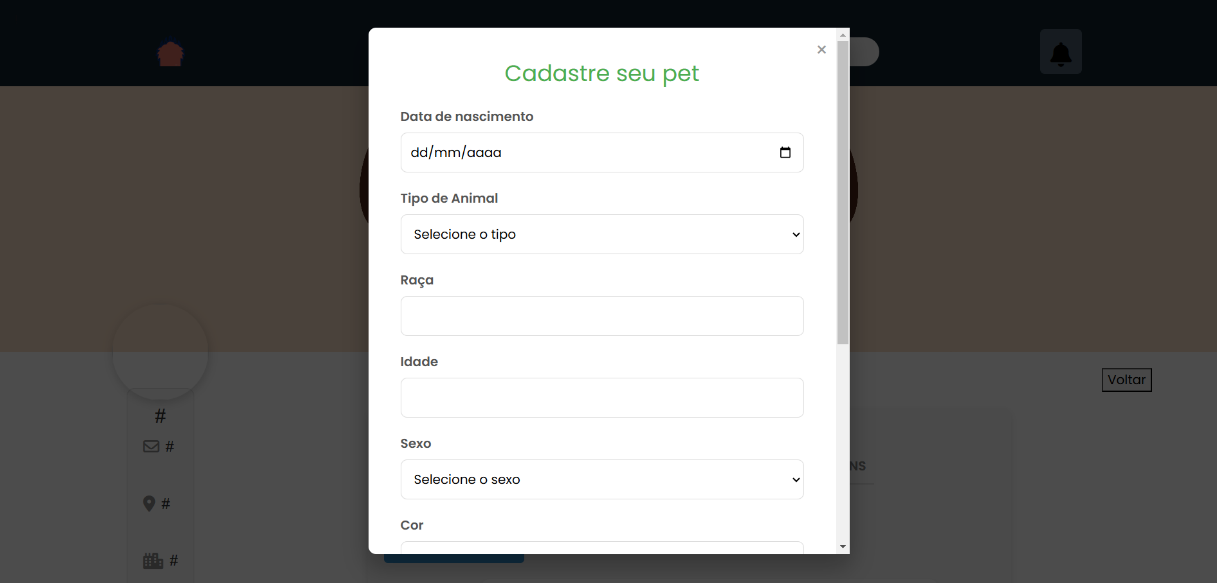 ×
Cadastre seu pet
Data de nascimento
dd/mm/aaaa
Tipo de Animal
Selecione o tipo
Raça
Idade
Sexo
Selecione o sexo
Cor
Voltar
NS
#
#
#
#